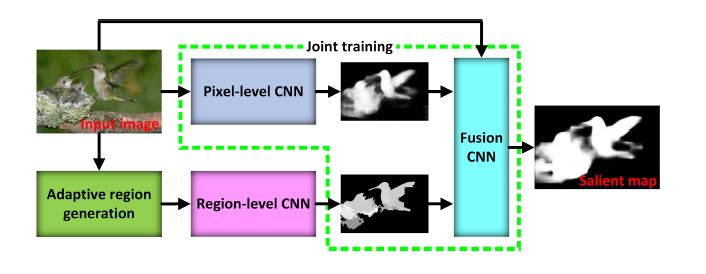 Joint training
Input image
Pixel-level CNN
Fusion
CNN
Salient map
Adaptive region
generation
Region-level CNN